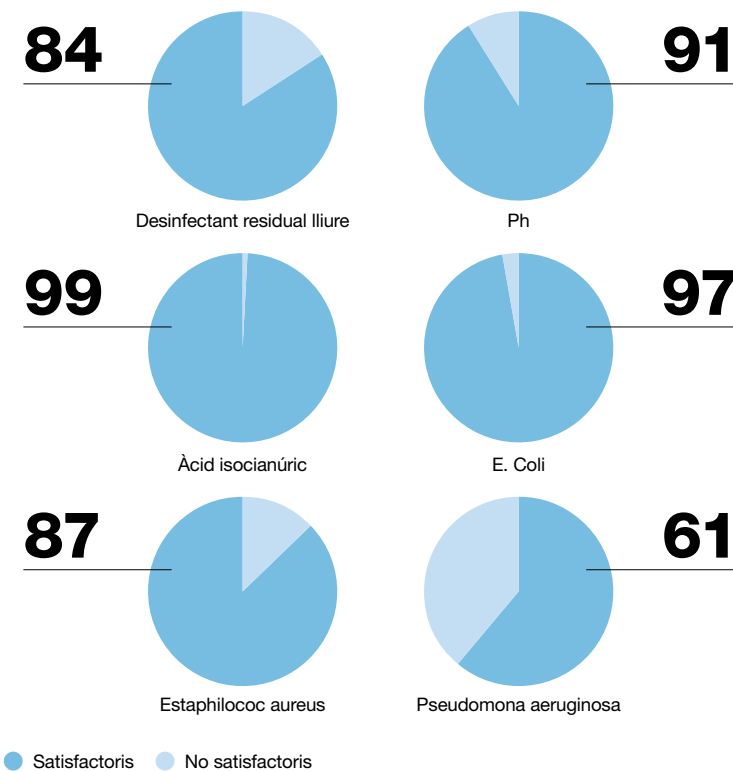 84
91
Desinfectant residual lliure
Ph
99
97
Àcid isocianúric
E. Coli
87
61
Estaphilococ aureus
Pseudomona aeruginosa
Satisfactoris
No satisfactoris